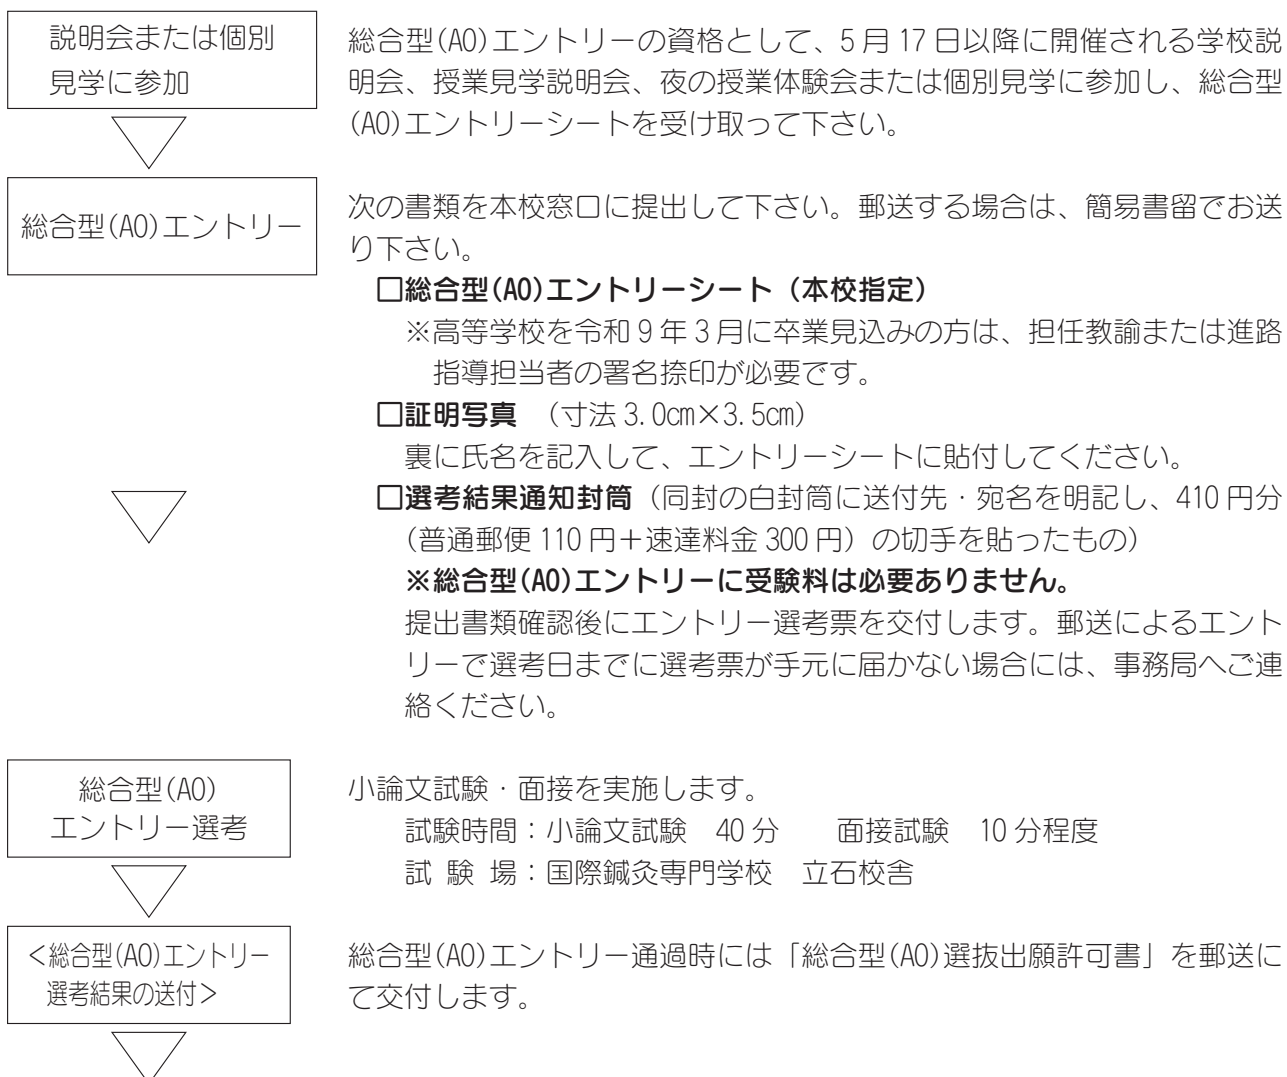 説明会または個別
見学に参加
総合型(AO)エントリーの資格として、5月17日以降に開催される学校説
明会、授業見学説明会、夜の授業体験会または個別見学に参加し、総合型
(AO)エントリーシートを受け取って下さい。
総合型(AO)エントリー
次の書類を本校窓口に提出して下さい。郵送する場合は、簡易書留でお送
り下さい。
□総合型(AO)エントリーシート（本校指定）
※高等学校を令和9年3月に卒業見込みの方は、担任教諭または進路
指導担当者の署名捺印が必要です。
□証明写真　（寸法3.0cm×3.5cm）
裏に氏名を記入して、エントリーシートに貼付してください。
□選考結果通知封筒（同封の白封筒に送付先・宛名を明記し、410円分
（普通郵便110円＋速達料金300円）の切手を貼ったもの）
※総合型(AO)エントリーに受験料は必要ありません。
提出書類確認後にエントリー選考票を交付します。郵送によるエント
リーで選考日までに選考票が手元に届かない場合には、事務局へご連
絡ください。
総合型(AO)
エントリー選考
小論文試験・面接を実施します。
試験時間：小論文試験　40分　　面接試験　10分程度
試 験 場：国際鍼灸専門学校　立石校舎
＜総合型(AO)エントリー
選考結果の送付＞
総合型(AO)エントリー通過時には「総合型(AO)選抜出願許可書」を郵送に
て交付します。